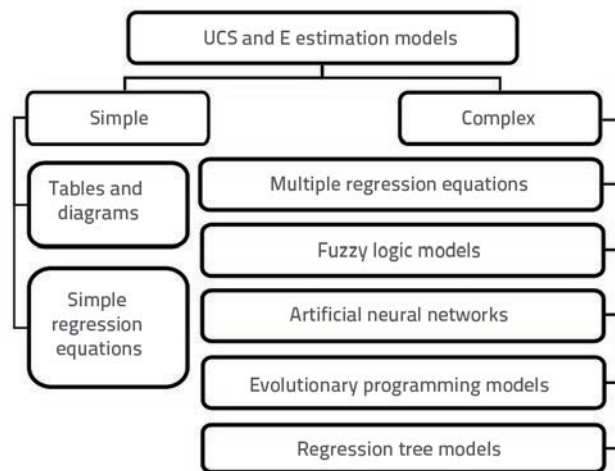 UCS and E estimation models
Simple
Complex
Tables and
diagrams
Simple
regression
equations
Multiple regression equations
Fuzzy logic models
Artificial neural networks
Evolutionary programming models
Regression tree models